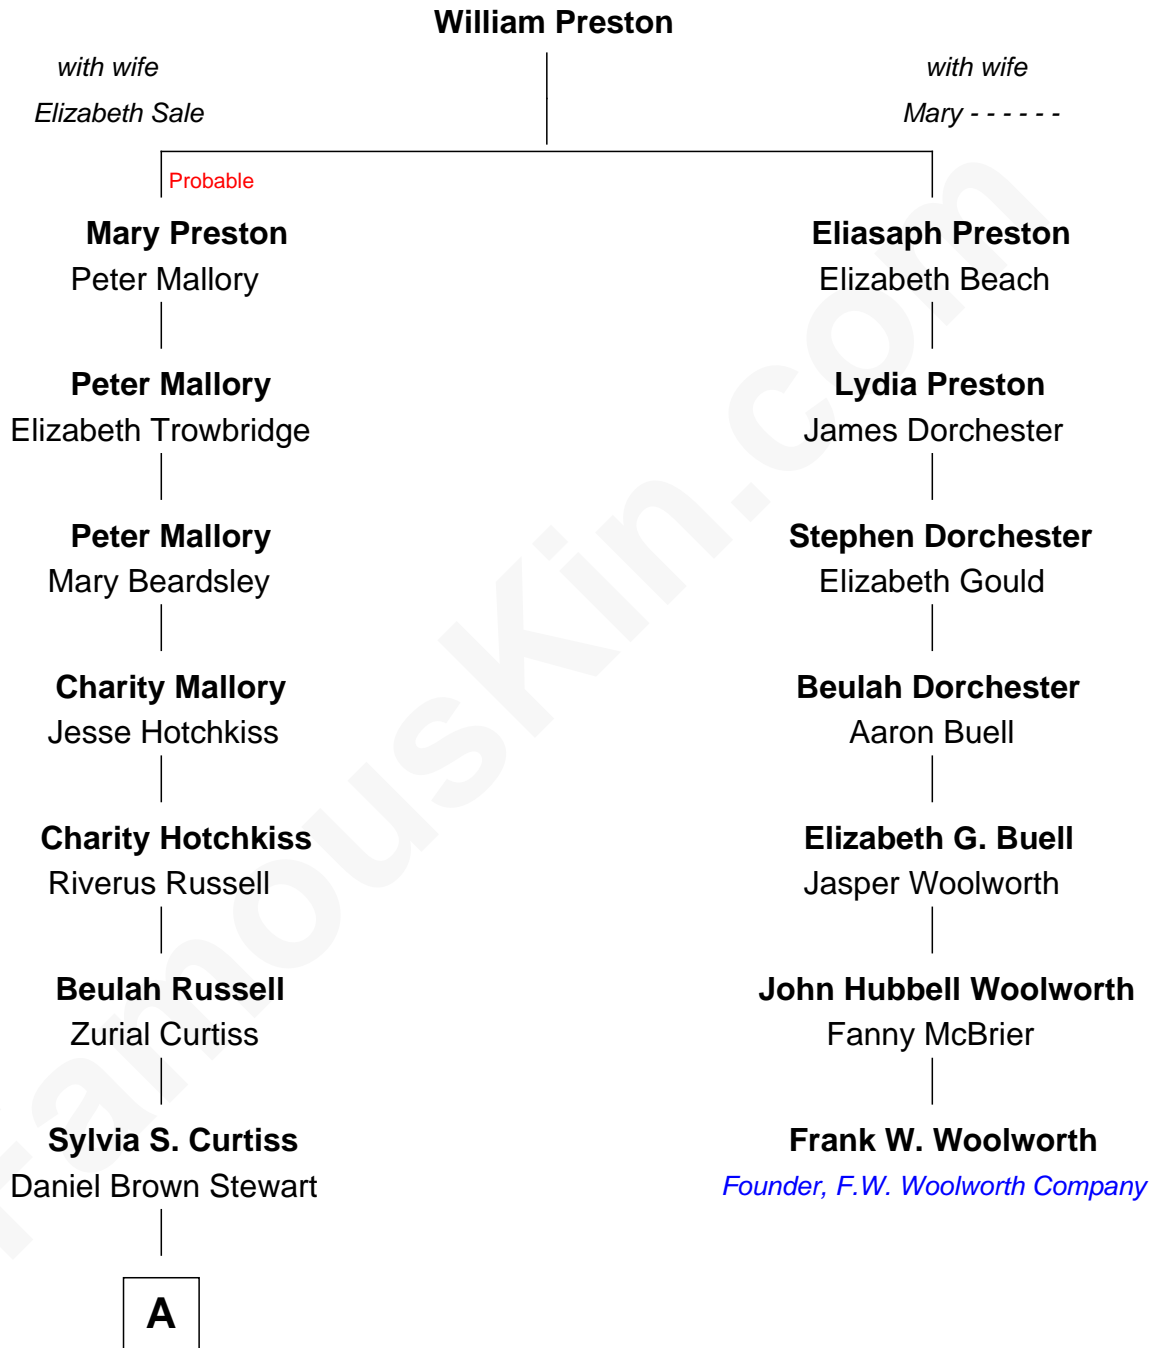 William Preston
with wife
Elizabeth Sale
with wife
Mary - - - - - -
Probable
Mary Preston
Peter Mallory
Eliasaph Preston
Elizabeth Beach
Peter Mallory
Elizabeth Trowbridge
Lydia Preston
James Dorchester
Peter Mallory
Mary Beardsley
Stephen Dorchester
Elizabeth Gould
Charity Mallory
Jesse Hotchkiss
Beulah Dorchester
Aaron Buell
Charity Hotchkiss
Riverus Russell
Elizabeth G. Buell
Jasper Woolworth
Beulah Russell
Zurial Curtiss
John Hubbell Woolworth
Fanny McBrier
Sylvia S. Curtiss
Daniel Brown Stewart
Frank W. Woolworth
Founder, F.W. Woolworth Company
A
FamousKin.com